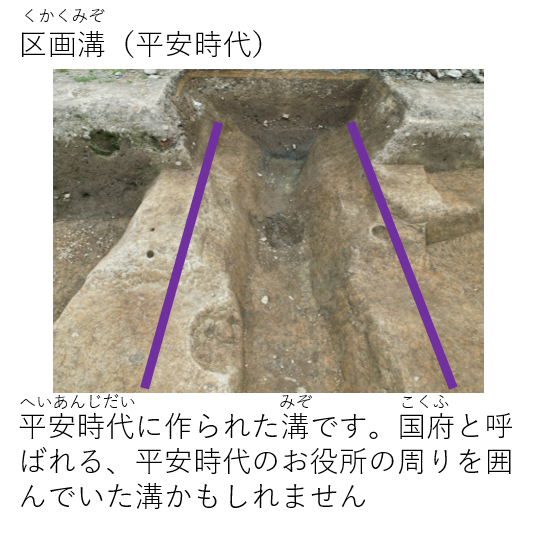 くかくみぞ
区画溝（平安時代）
へいあんじだい みぞ こくふ
平安時代に作られた溝です。国府と呼
ばれる、平安時代のお役所の周りを囲
んでいた溝かもしれません